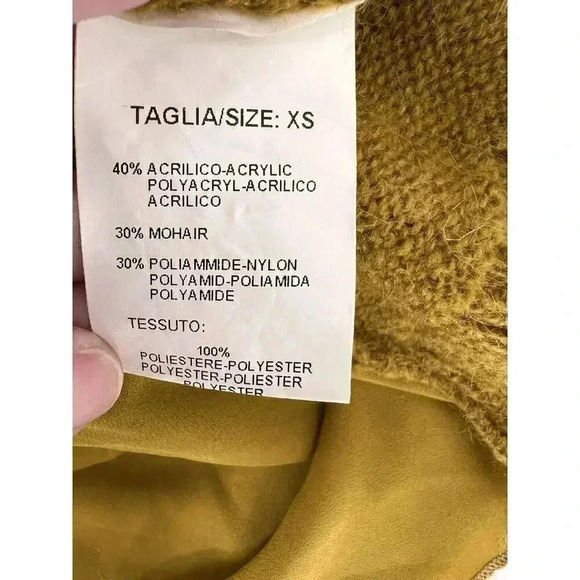 TAGLIA/SIZE: XS
40% ACRILICO-ACRYLIC
POLYACRYL-ACRILICO
ACRILICO
30% MOHAIR
30% POLIAMMIDE-NYLON
POLYAMID-POLIAMIDA
POLYAMIDE
TESSUTO:
100%
POLIESTERE-POLYESTER
POLYESTER-POLIESTER
POLYESTER